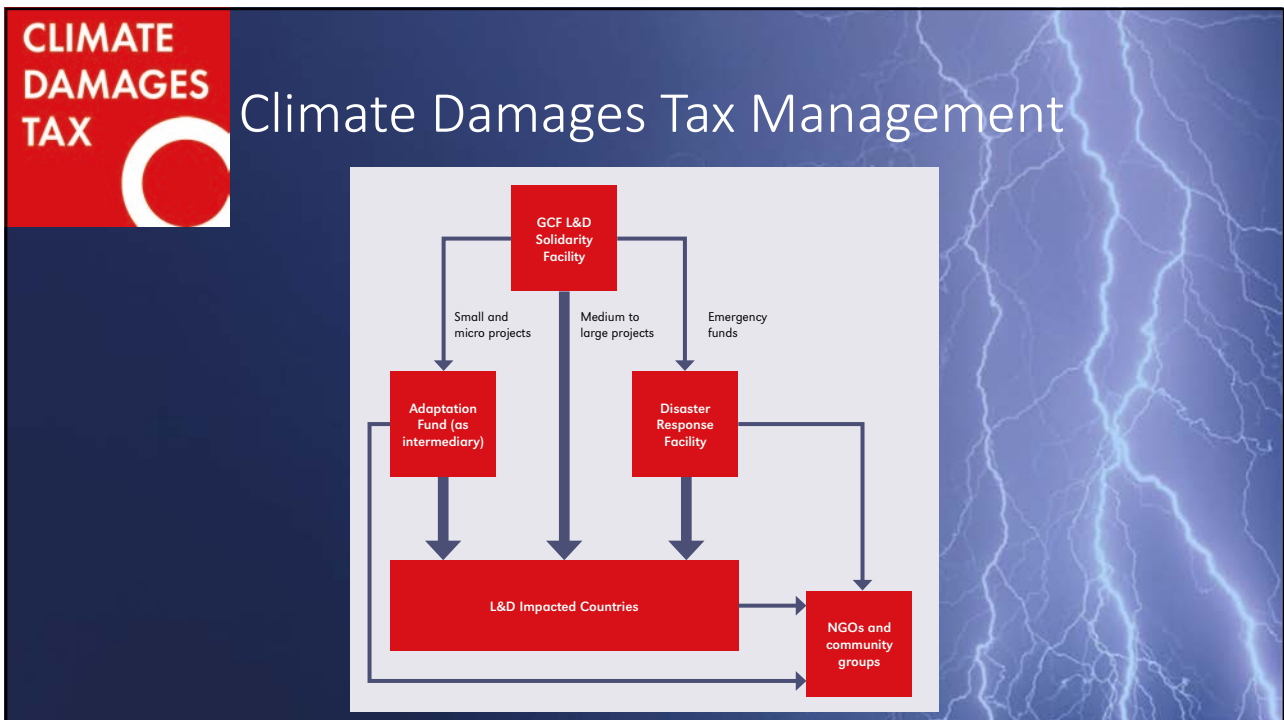 CLIMATE
DAMAGES
TAX
Climate Damages Tax Management
GCF L&D
Solidarity
Facility
Small and
micro projects
Medium to
large projects
Emergency
funds
Adaptation
Fund (as
intermediary)
Disaster
Response
Facility
L&D Impacted Countries
NGOs and
community
groups